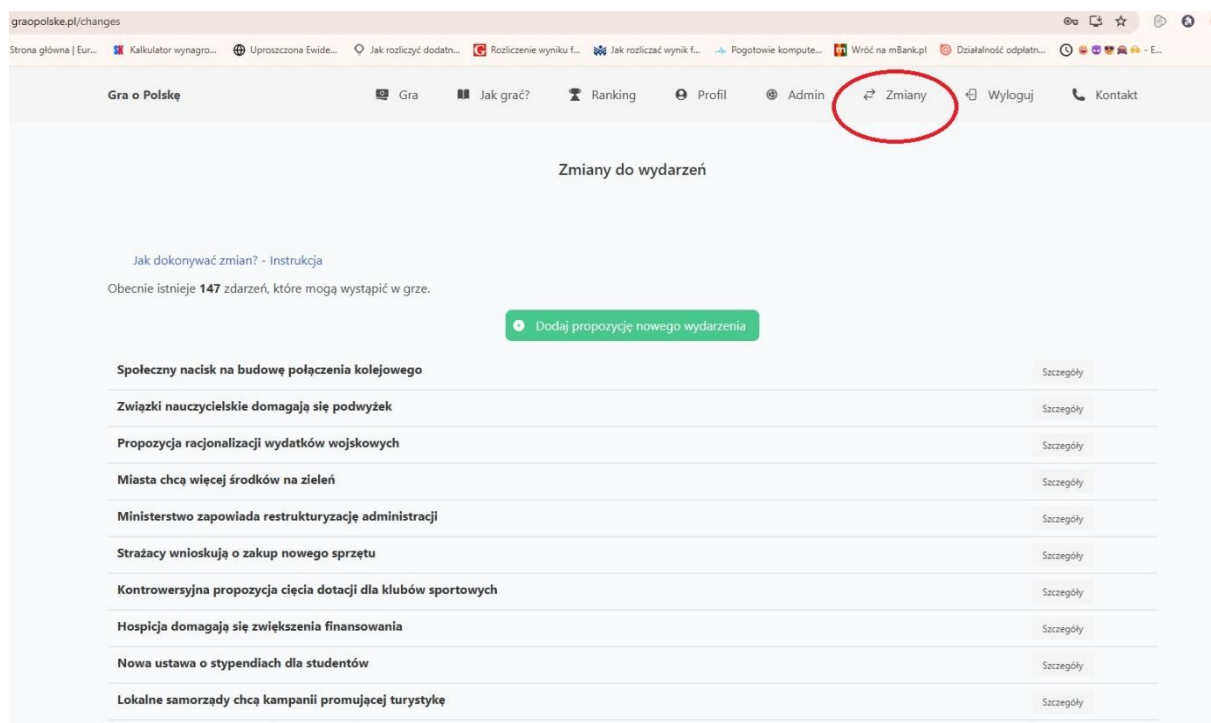 graopolske.pl/changes
Strona główna | Eur... Kalkulator wynagro... Uproszczona Ewide... Jak rozliczyć dodatn... Rozliczenie wyniku f... Jak rozliczać wynik f... Pogotowie kompute... Wróć na mBank.pl Działalność odpłatn... - E...
Gra o Polskę Gra Jak grać? Ranking Profil Admin Zmiany Wyloguj Kontakt
Zmiany do wydarzeń
Jak dokonywać zmian? - Instrukcja
Obecnie istnieje 147 zdarzeń, które mogą wystąpić w grze.
Dodaj propozycję nowego wydarzenia
Społeczny nacisk na budowę połączenia kolejowego Szczegóły
Związki nauczycielskie domagają się podwyżek Szczegóły
Propozycja racjonalizacji wydatków wojskowych Szczegóły
Miasta chcą więcej środków na zieleń Szczegóły
Ministerstwo zapowiada restrukturyzację administracji Szczegóły
Strażacy wnioskują o zakup nowego sprzętu Szczegóły
Kontrowersyjna propozycja cięcia dotacji dla klubów sportowych Szczegóły
Hospicja domagają się zwiększenia finansowania Szczegóły
Nowa ustawa o stypendiach dla studentów Szczegóły
Lokalne samorządy chcą kampanii promującej turystykę Szczegóły